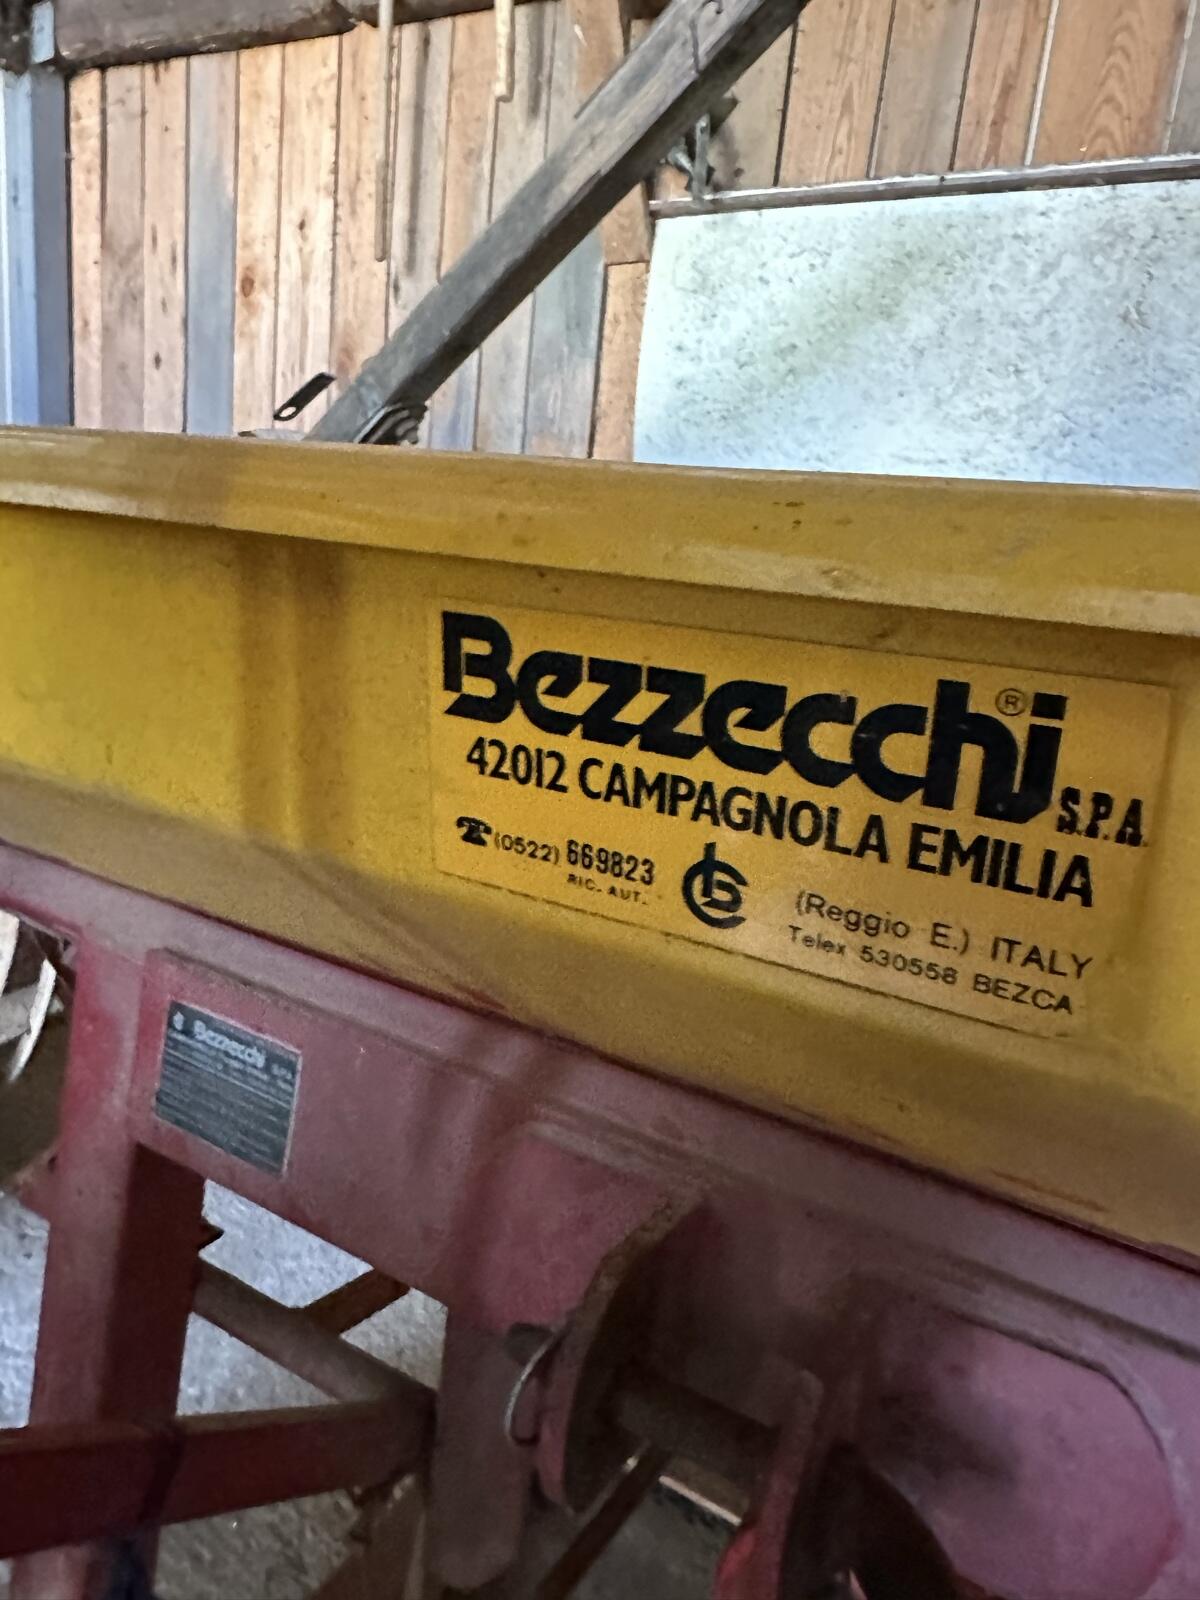 Bezzecchi ® S.P.A.
42012 CAMPAGNOLA EMILIA
☎ (0522) 669823
RIC. AUT.
(Reggio E.) ITALY
Telex 530558 BEZCA
Bezzecchi S.P.A.